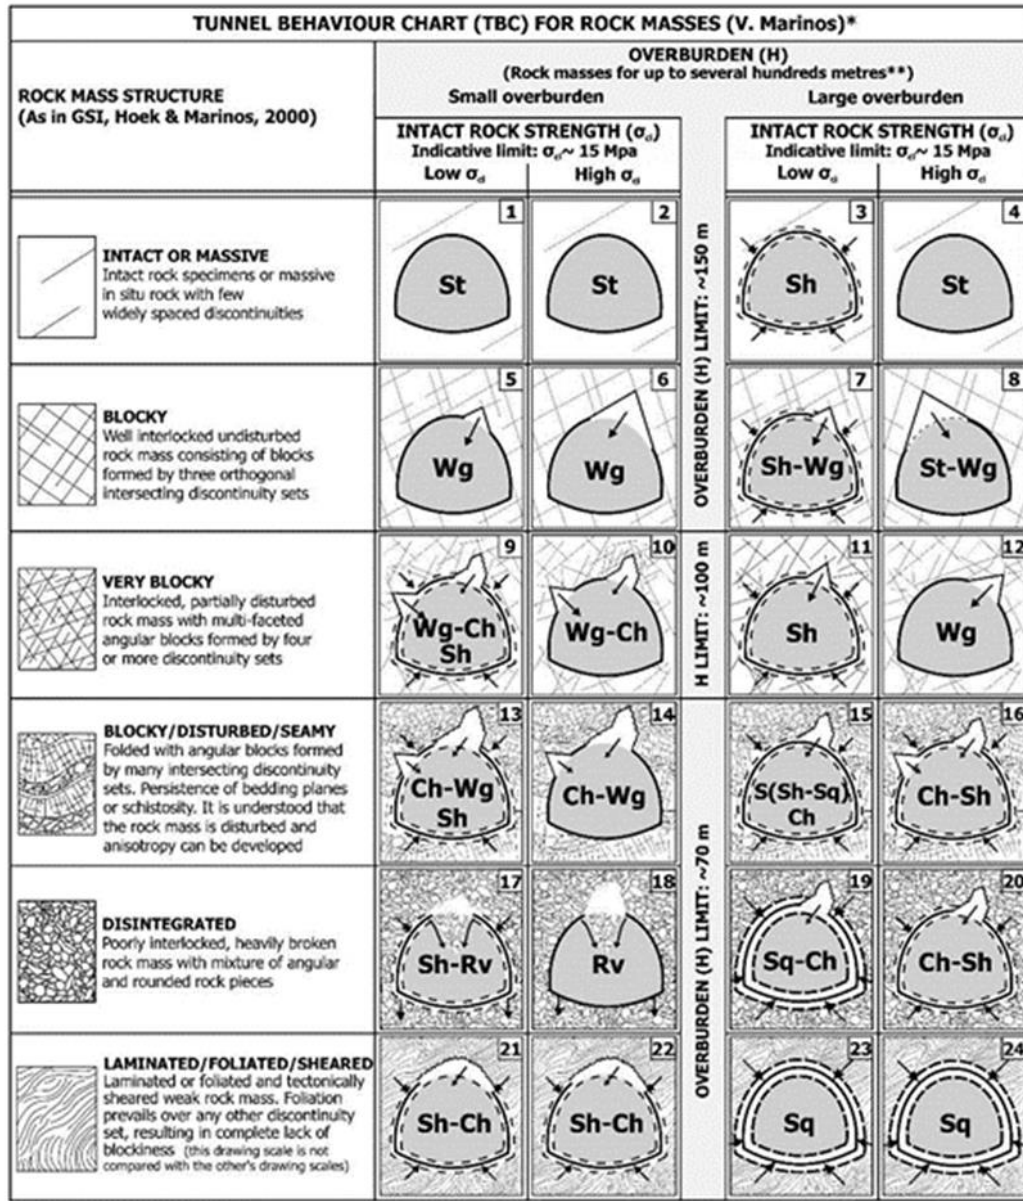 TUNNEL BEHAVIOUR CHART (TBC) FOR ROCK MASSES (V. Marinos)*
ROCK MASS STRUCTURE
(As in GSI, Hoek & Marinos, 2000)
OVERBURDEN (H)
(Rock masses for up to several hundreds metres**)
Small overburden
Large overburden
INTACT ROCK STRENGTH (σci)
Indicative limit: σci~ 15 Mpa
Low σci
High σci
INTACT ROCK STRENGTH (σci)
Indicative limit: σci~ 15 Mpa
Low σci
High σci
OVERBURDEN (H) LIMIT: ~150 m
H LIMIT: ~100 m
OVERBURDEN (H) LIMIT: ~70 m
INTACT OR MASSIVE
Intact rock specimens or massive
in situ rock with few
widely spaced discontinuities
1
St
2
St
3
Sh
4
St
BLOCKY
Well interlocked undisturbed
rock mass consisting of blocks
formed by three orthogonal
intersecting discontinuity sets
5
Wg
6
Wg
7
Sh-Wg
8
St-Wg
VERY BLOCKY
Interlocked, partially disturbed
rock mass with multi-faceted
angular blocks formed by four
or more discontinuity sets
9
Wg-Ch
Sh
10
Wg-Ch
11
Sh
12
Wg
BLOCKY/DISTURBED/SEAMY
Folded with angular blocks formed
by many intersecting discontinuity
sets. Persistence of bedding planes
or schistosity. It is understood that
the rock mass is disturbed and
anisotropy can be developed
13
Ch-Wg
Sh
14
Ch-Wg
15
S(Sh-Sq)
Ch
16
Ch-Sh
DISINTEGRATED
Poorly interlocked, heavily broken
rock mass with mixture of angular
and rounded rock pieces
17
Sh-Rv
18
Rv
19
Sq-Ch
20
Ch-Sh
LAMINATED/FOLIATED/SHEARED
Laminated or foliated and tectonically
sheared weak rock mass. Foliation
prevails over any other discontinuity
set, resulting in complete lack of
blockiness (this drawing scale is not
compared with the other's drawing scales)
21
Sh-Ch
22
Sh-Ch
23
Sq
24
Sq